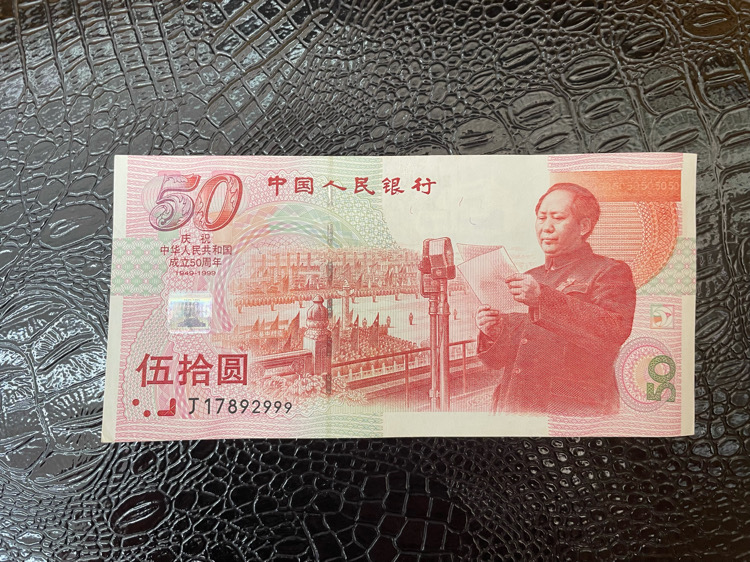 50
中国人民银行
庆祝
中华人民共和国
成立50周年
1949-1999
伍拾圆
J17892999
50